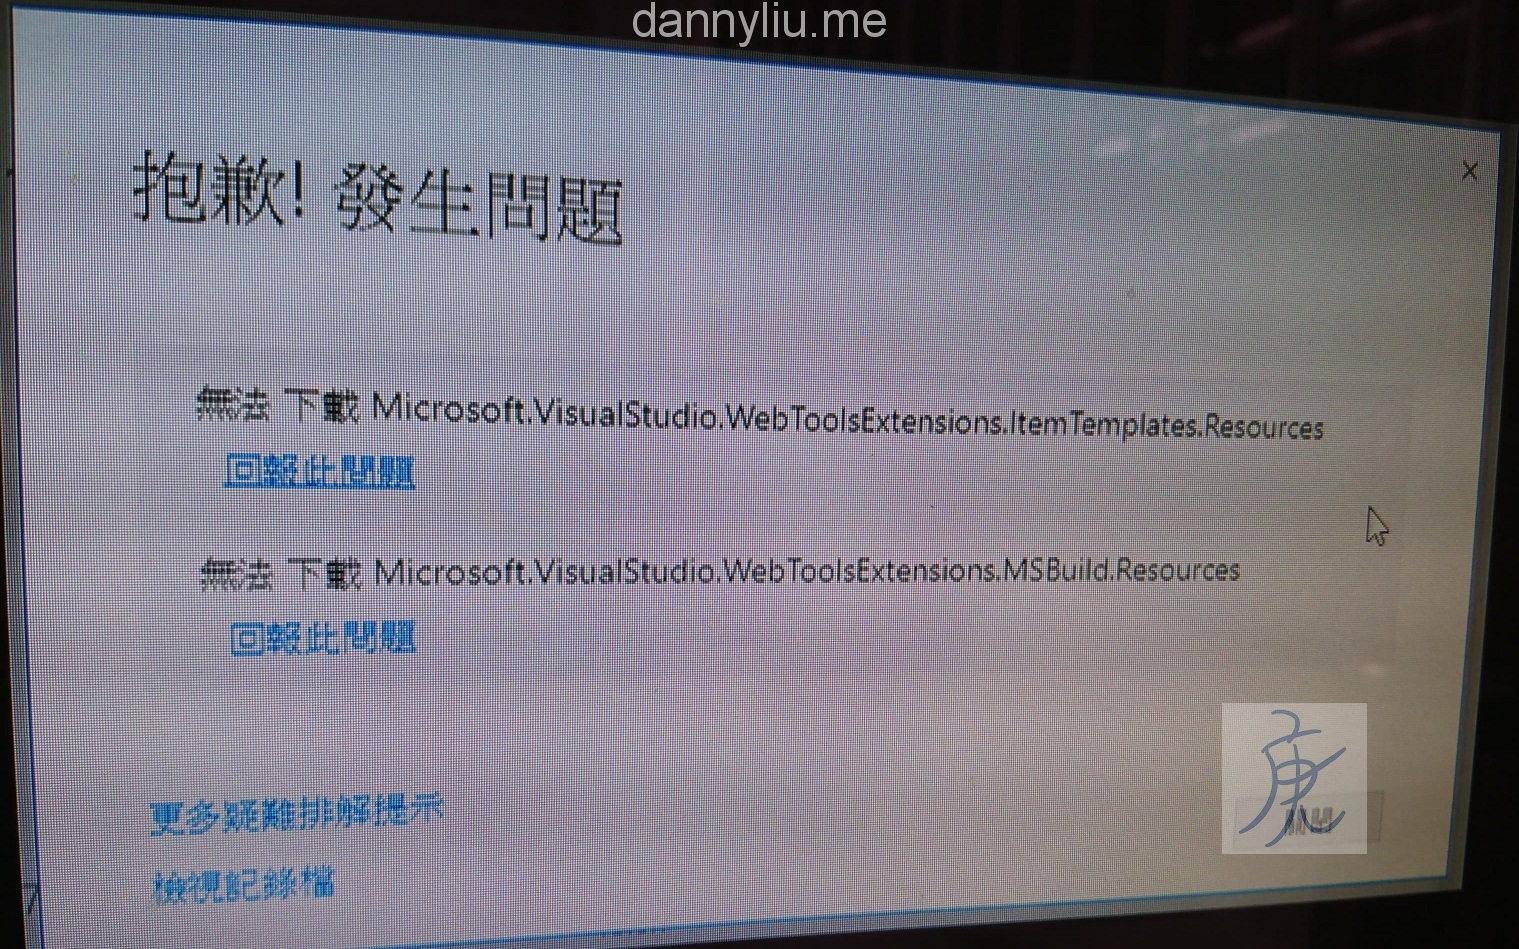 dannyliu.me
抱歉! 發生問題
無法 下載 Microsoft.VisualStudio.WebToolsExtensions.ItemTemplates.Resources
回報此問題
無法 下載 Microsoft.VisualStudio.WebToolsExtensions.MSBuild.Resources
回報此問題
康
更多疑難排解提示
檢視記錄檔